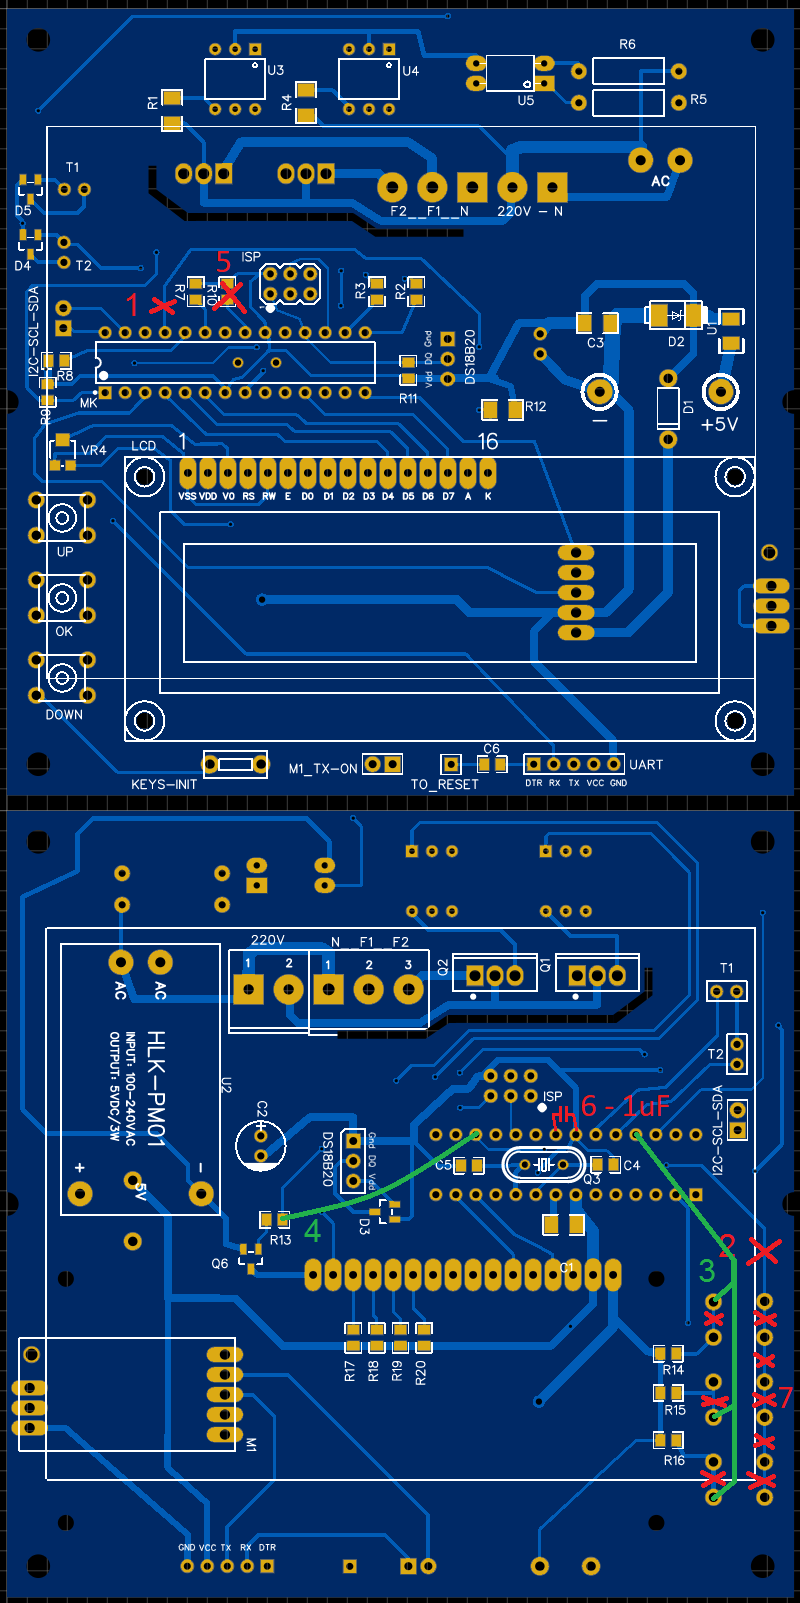 R6
U3
U4
U5
R1
R4
R5
T1
AC
D5
F2__F1__N
220V - N
T2
D4
5
ISP
R7
R10
R3
R2
1
I2C-SCL-SDA
Gnd
DQ
Vdd
DS18B20
C3
D2
U1
R8
R9
MK
R11
R12
D1
+5V
VR4
LCD
1
16
VSS VDD V0 RS RW E D0 D1 D2 D3 D4 D5 D6 D7 A K
UP
OK
DOWN
KEYS-INIT
M1_TX-ON
TO_RESET
C6
UART
DTR RX TX VCC GND
220V
N__F1__F2
1 2 1 2 3
Q2
Q1
T1
AC
AC
T2
HLK-PM01
INPUT: 100-240VAC
OUTPUT: 5VDC/3W
U2
C2
ISP
6 - 1uF
I2C-SCL-SDA
DS18B20
Gnd
DQ
Vdd
C5
Q3
C4
+
5V
-
R13
4
D3
Q6
C1
2
3
R17
R18
R19
R20
R14
R15
R16
7
M1
GND VCC TX RX DTR